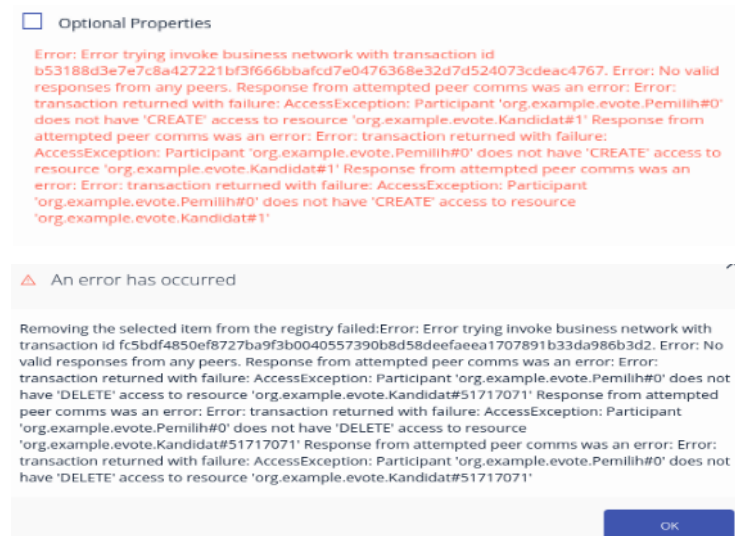 Optional Properties
Error: Error trying invoke business network with transaction id
b53188d3e7e7c8a427221bf3f666bbafcd7e0476368e32d7d524073cdeac4767. Error: No valid
responses from any peers. Response from attempted peer comms was an error: Error:
transaction returned with failure: AccessException: Participant 'org.example.evote.Pemilih#0'
does not have 'CREATE' access to resource 'org.example.evote.Kandidat#1' Response from
attempted peer comms was an error: Error: transaction returned with failure:
AccessException: Participant 'org.example.evote.Pemilih#0' does not have 'CREATE' access to
resource 'org.example.evote.Kandidat#1' Response from attempted peer comms was an
error: Error: transaction returned with failure: AccessException: Participant
'org.example.evote.Pemilih#0' does not have 'CREATE' access to resource
'org.example.evote.Kandidat#1'
An error has occurred
Removing the selected item from the registry failed:Error: Error trying invoke business network with
transaction id fc5bdf4850ef8727ba9f3b0040557390b8d58deefaeea1707891b33da986b3d2. Error: No
valid responses from any peers. Response from attempted peer comms was an error: Error:
transaction returned with failure: AccessException: Participant 'org.example.evote.Pemilih#0' does not
have 'DELETE' access to resource 'org.example.evote.Kandidat#51717071' Response from attempted
peer comms was an error: Error: transaction returned with failure: AccessException: Participant
'org.example.evote.Pemilih#0' does not have 'DELETE' access to resource
'org.example.evote.Kandidat#51717071' Response from attempted peer comms was an error: Error:
transaction returned with failure: AccessException: Participant 'org.example.evote.Pemilih#0' does not
have 'DELETE' access to resource 'org.example.evote.Kandidat#51717071'
OK